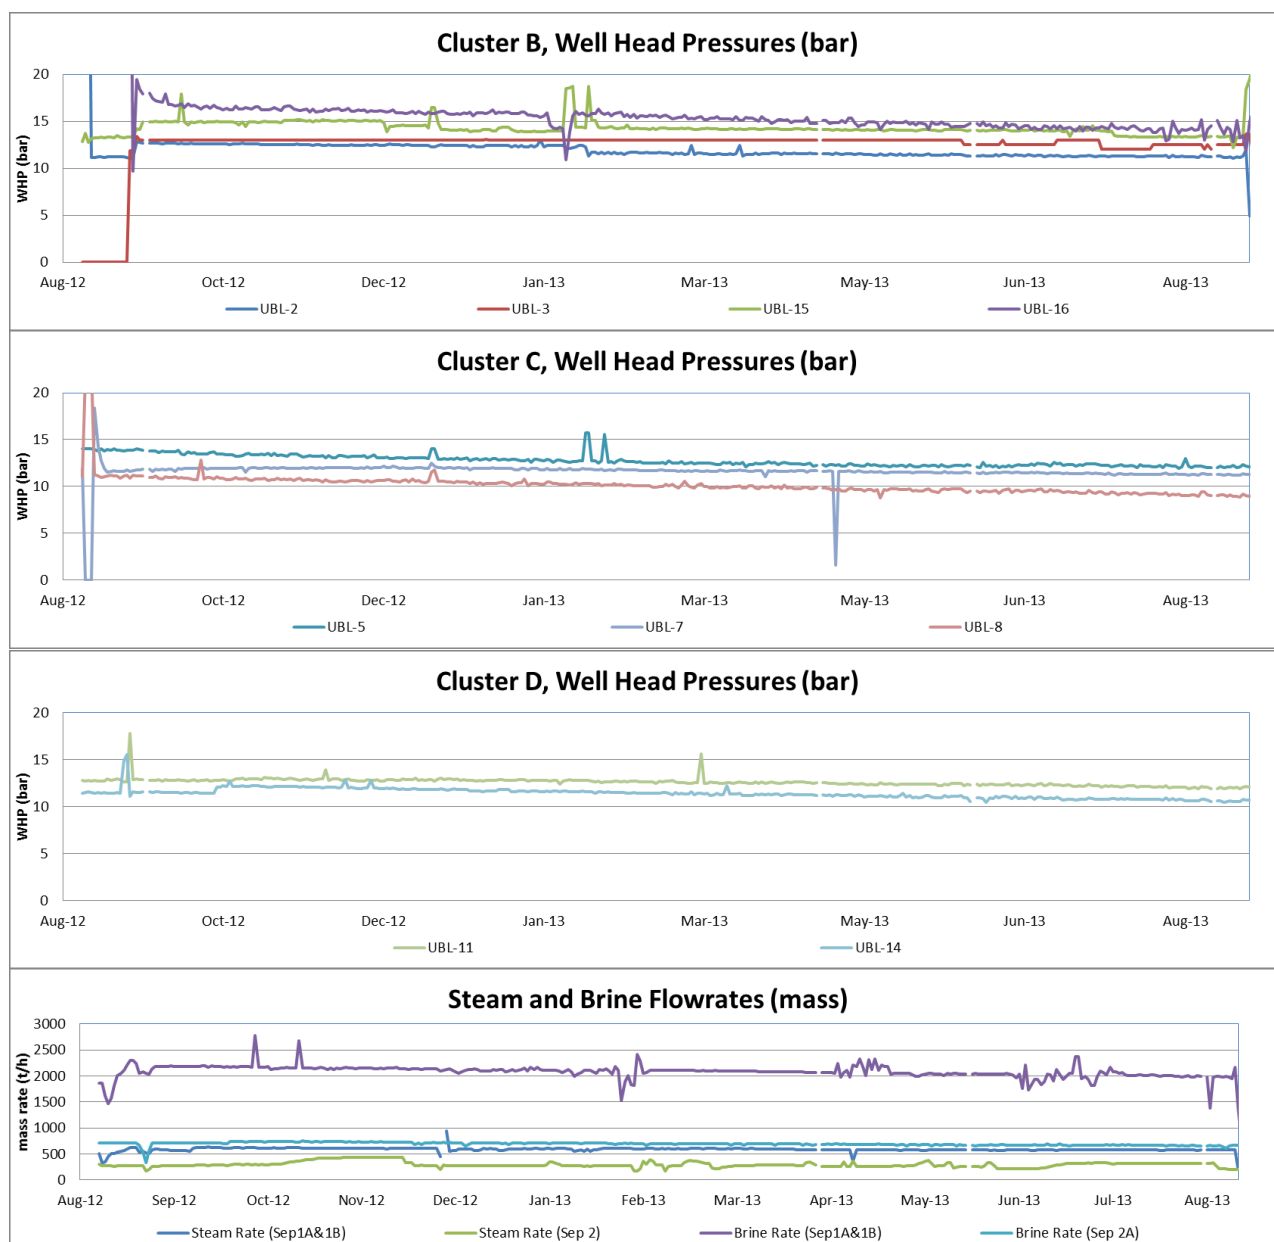 Cluster B, Well Head Pressures (bar)
20
15
10
5
0
WHP (bar)
Aug-12 Oct-12 Dec-12 Jan-13 Mar-13 May-13 Jun-13 Aug-13
UBL-2 UBL-3 UBL-15 UBL-16
Cluster C, Well Head Pressures (bar)
20
15
10
5
0
WHP (bar)
Aug-12 Oct-12 Dec-12 Jan-13 Mar-13 May-13 Jun-13 Aug-13
UBL-5 UBL-7 UBL-8
Cluster D, Well Head Pressures (bar)
20
15
10
5
0
WHP (bar)
Aug-12 Oct-12 Dec-12 Jan-13 Mar-13 May-13 Jun-13 Aug-13
UBL-11 UBL-14
Steam and Brine Flowrates (mass)
3000
2500
2000
1500
1000
500
0
mass rate (t/h)
Aug-12 Sep-12 Oct-12 Nov-12 Dec-12 Jan-13 Feb-13 Mar-13 Apr-13 May-13 Jun-13 Jul-13 Aug-13
Steam Rate (Sep1A&1B) Steam Rate (Sep 2) Brine Rate (Sep1A&1B) Brine Rate (Sep 2A)